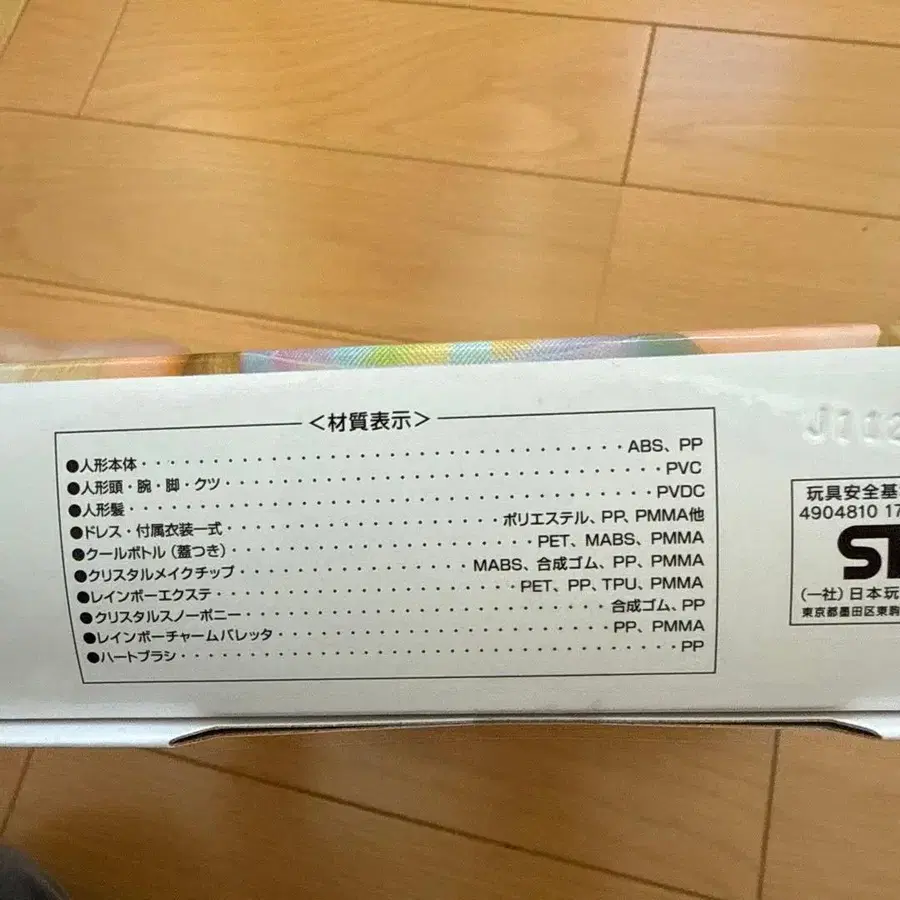 <材質表示>
●人形本体・・・・・・・・・・・・・・・・・・・・・・・・・・・・・・ABS、PP
●人形頭・腕・脚・クツ・・・・・・・・・・・・・・・・・・・・・・・・・・・PVC
●人形髪・・・・・・・・・・・・・・・・・・・・・・・・・・・・・・・・PVDC
●ドレス・付属衣装一式・・・・・・・・・・・・・・・・・ポリエステル、PP、PMMA他
●クールボトル(蓋つき)・・・・・・・・・・・・・・・・・・・PET、MABS、PMMA
●クリスタルメイクチップ・・・・・・・・・・・・・・MABS、合成ゴム、PP、PMMA
●レインボーエクステ・・・・・・・・・・・・・・・・・・・PET、PP、TPU、PMMA
●クリスタルスノーポニー・・・・・・・・・・・・・・・・・・・・・・合成ゴム、PP
●レインボーチャームバレッタ・・・・・・・・・・・・・・・・・・・・・PP、PMMA
●ハートブラシ・・・・・・・・・・・・・・・・・・・・・・・・・・・・・・・PP
玩具安全基
4904810 17
ST
(一社)日本玩
東京都墨田区東駒